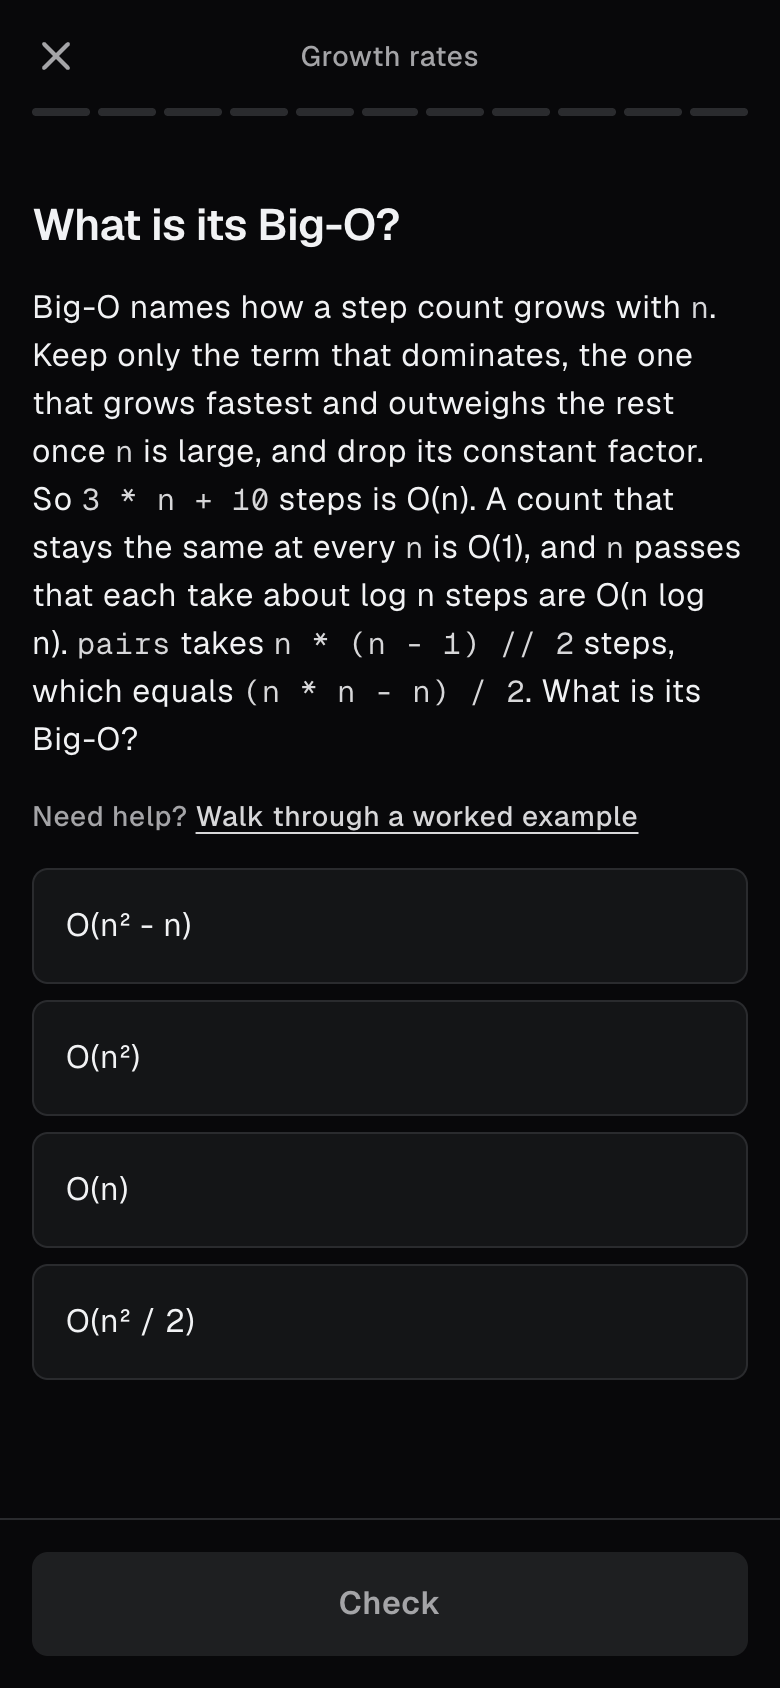 Growth rates
What is its Big-O?
Big-O names how a step count grows with n.
Keep only the term that dominates, the one
that grows fastest and outweighs the rest
once n is large, and drop its constant factor.
So 3 * n + 10 steps is O(n). A count that
stays the same at every n is O(1), and n passes
that each take about log n steps are O(n log
n). pairs takes n * (n - 1) // 2 steps,
which equals (n * n - n) / 2. What is its
Big-O?
Need help? Walk through a worked example
O(n² - n)
O(n²)
O(n)
O(n² / 2)
Check